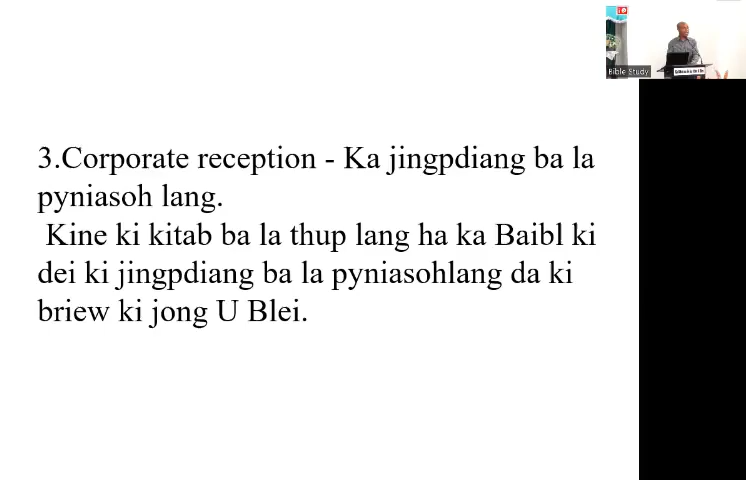 Bible Study
3.Corporate reception - Ka jingpdiang ba la
pyniasoh lang.
Kine ki kitab ba la thup lang ha ka Baibl ki
dei ki jingpdiang ba la pyniasohlang da ki
briew ki jong U Blei.